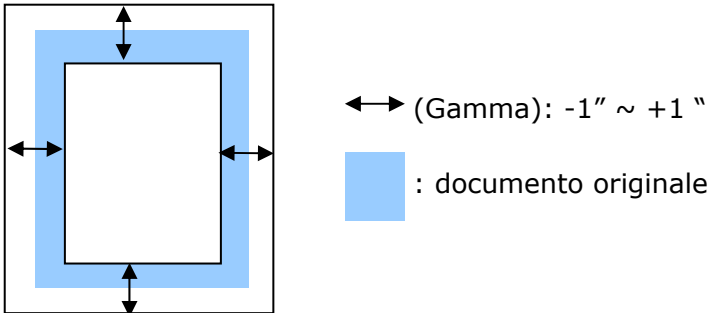 (Gamma): -1” ~ +1 “
: documento originale